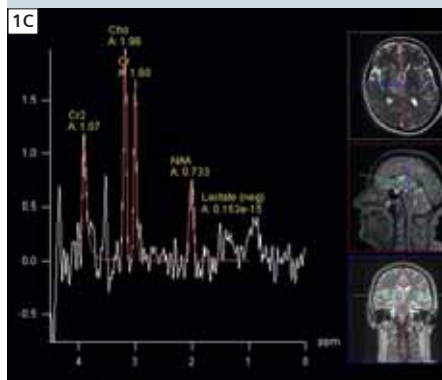 1C
Cho
A: 1.96
Cr
A: 1.60
Cr2
A: 1.07
NAA
A: 0.733
Lactate (neg)
A: 0.153e-15
1.5
1.0
0.5
0.0
-0.5
4
3
2
1
0
ppm